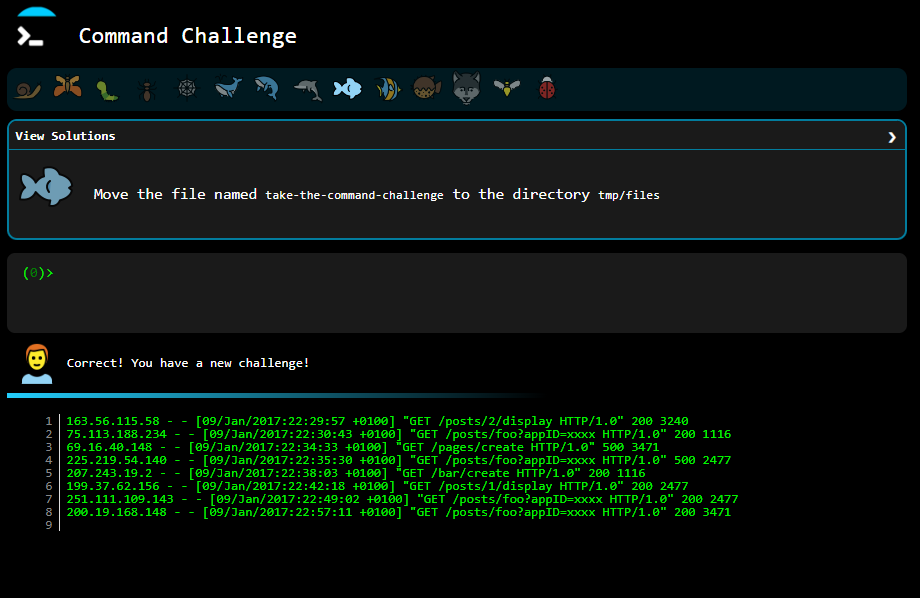 Command Challenge
View Solutions
Move the file named take-the-command-challenge to the directory tmp/files
(0)>
Correct! You have a new challenge!
1 163.56.115.58 - - [09/Jan/2017:22:29:57 +0100] "GET /posts/2/display HTTP/1.0" 200 3240
2 75.113.188.234 - - [09/Jan/2017:22:30:43 +0100] "GET /posts/foo?appID=xxxx HTTP/1.0" 200 1116
3 69.16.40.148 - - [09/Jan/2017:22:34:33 +0100] "GET /pages/create HTTP/1.0" 500 3471
4 225.219.54.140 - - [09/Jan/2017:22:35:30 +0100] "GET /posts/foo?appID=xxxx HTTP/1.0" 500 2477
5 207.243.19.2 - - [09/Jan/2017:22:38:03 +0100] "GET /bar/create HTTP/1.0" 200 1116
6 199.37.62.156 - - [09/Jan/2017:22:42:18 +0100] "GET /posts/1/display HTTP/1.0" 200 2477
7 251.111.109.143 - - [09/Jan/2017:22:49:02 +0100] "GET /posts/foo?appID=xxxx HTTP/1.0" 200 2477
8 200.19.168.148 - - [09/Jan/2017:22:57:11 +0100] "GET /posts/foo?appID=xxxx HTTP/1.0" 200 3471
9